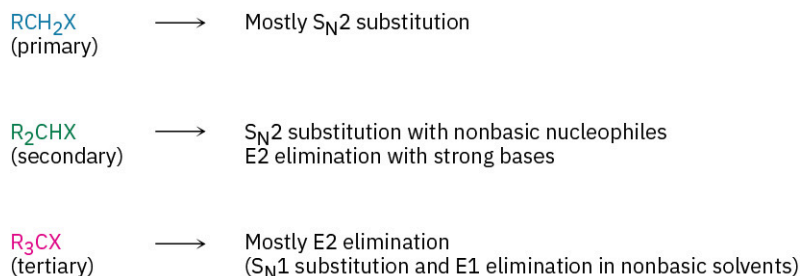 RCH₂X ⟶ Mostly Sₙ2 substitution
(primary)
R₂CHX ⟶ Sₙ2 substitution with nonbasic nucleophiles
(secondary) E2 elimination with strong bases
R₃CX ⟶ Mostly E2 elimination
(tertiary) (Sₙ1 substitution and E1 elimination in nonbasic solvents)